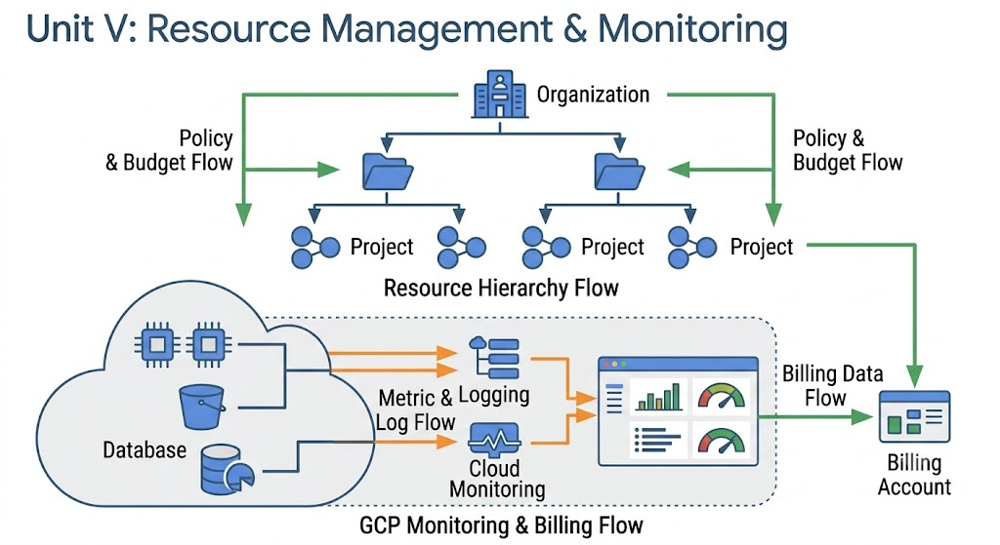 Unit V: Resource Management & Monitoring
Organization
Policy
& Budget Flow
Policy &
Budget Flow
Project
Project
Project
Resource Hierarchy Flow
Metric &
Log Flow
Logging
Database
Cloud
Monitoring
Billing Data
Flow
Billing
Account
GCP Monitoring & Billing Flow